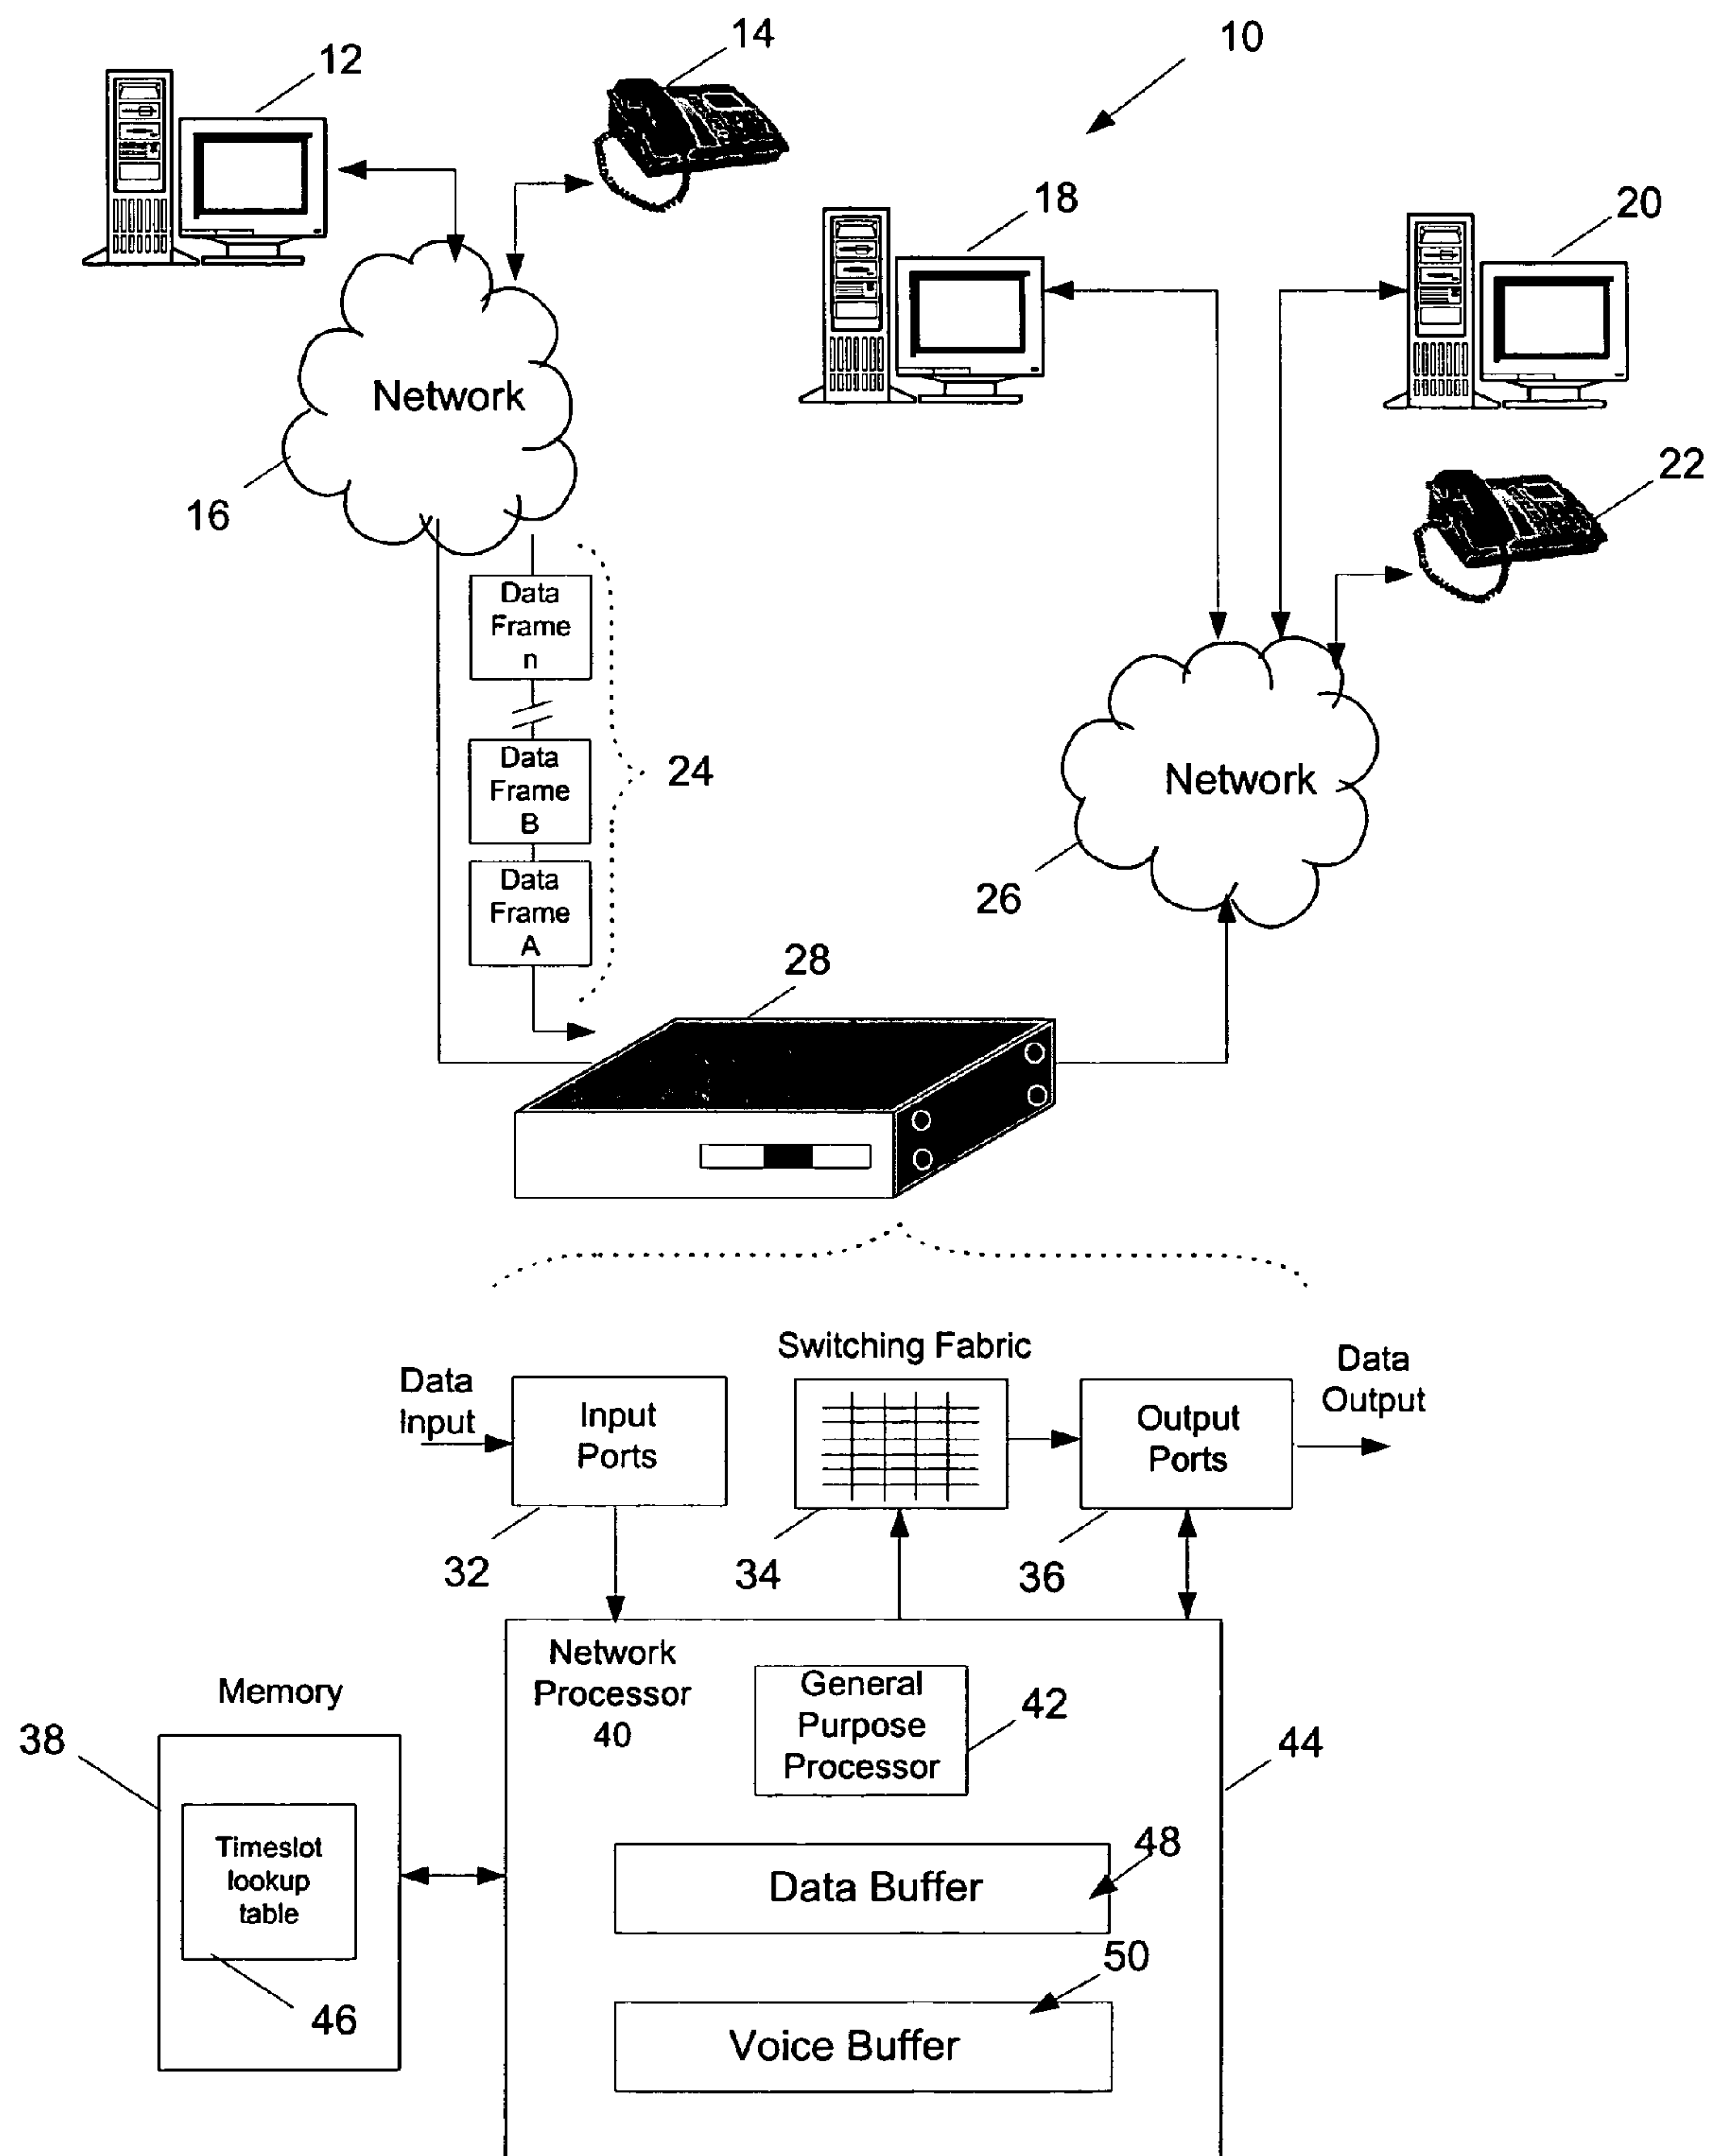 10
12
14
18
20
Network
16
22
Data
Frame
n
Data
Frame
B
Data
Frame
A
24
Network
26
28
Switching Fabric
Data
Input
Input
Ports
Output
Ports
Data
Output
32
34
36
Network
Processor
40
General
Purpose
Processor
42
44
Memory
38
Timeslot
lookup
table
46
Data Buffer
48
50
Voice Buffer